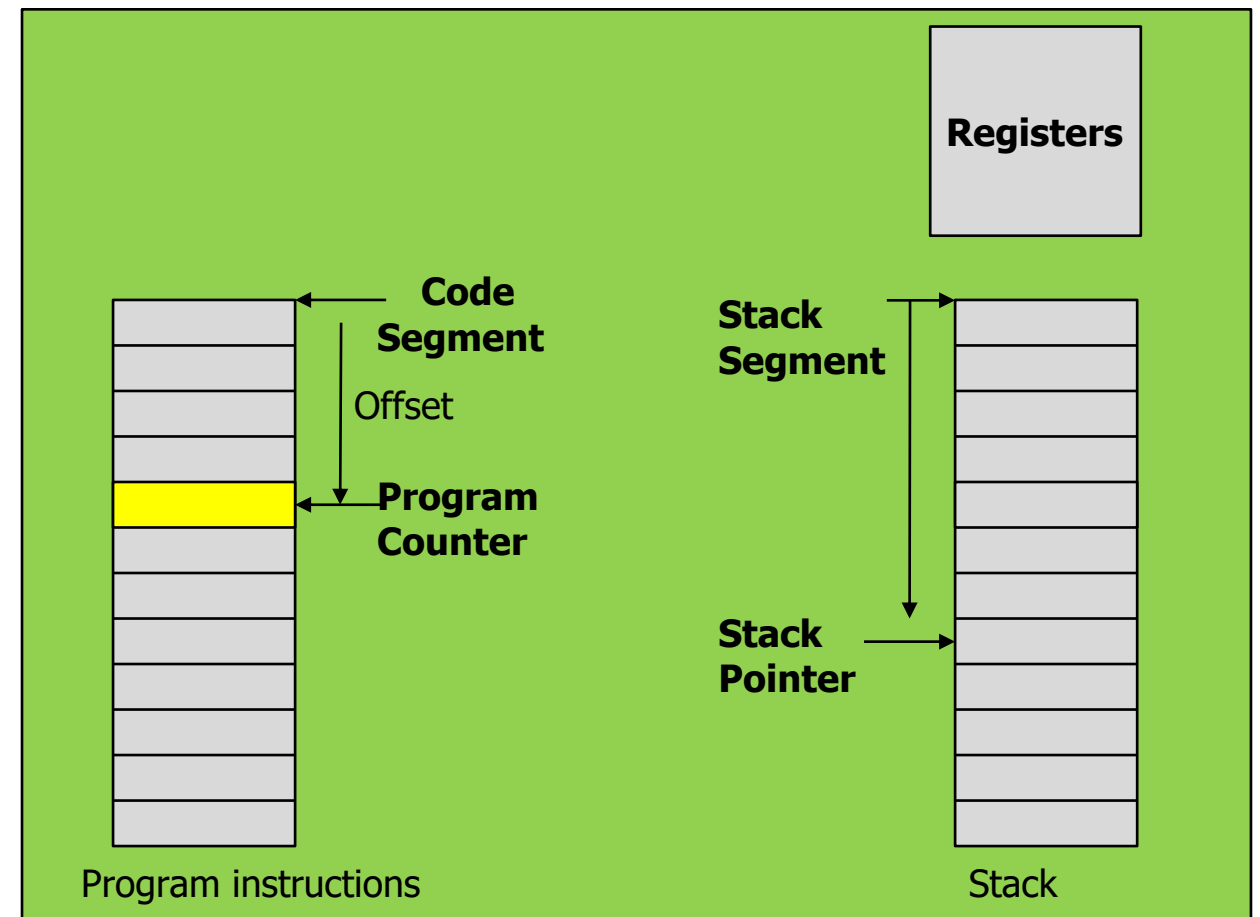 Registers
Code
Segment
Offset
Program
Counter
Stack
Segment
Stack
Pointer
Program instructions
Stack